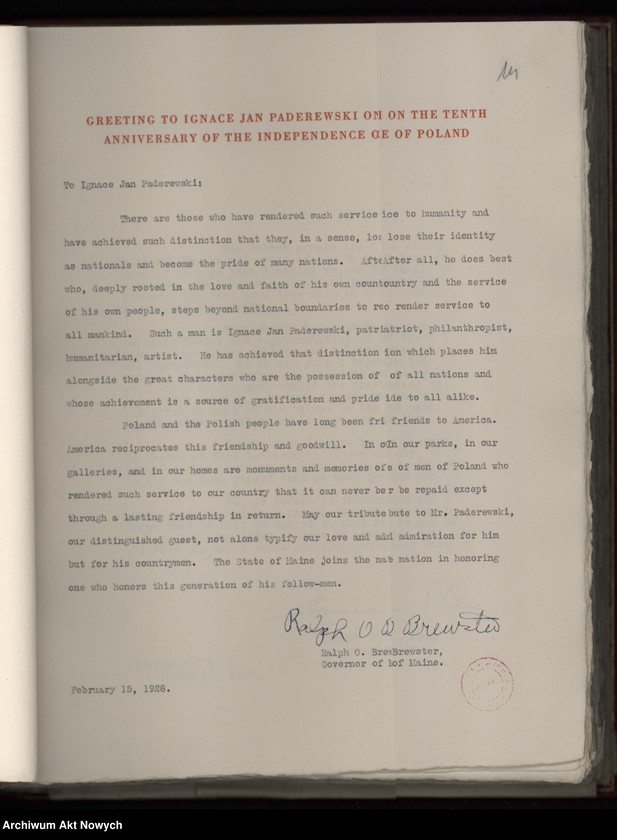 GREETING TO IGNACE JAN PADEREWSKI OM ON THE TENTH
ANNIVERSARY OF THE INDEPENDENCE OE OF POLAND
To Ignace Jan Paderewski:
There are those who have rendered such service ice to humanity and
have achieved such distinction that they, in a sense, lo: lose their identity
as nationals and become the pride of many nations. AfteAfter all, he does best
who, deeply rooted in the love and faith of his own countountry and the service
of his own people, steps beyond national boundaries to reo render service to
all mankind. Such a man is Ignace Jan Paderewski, patriatriot, philanthropist,
humanitarian, artist. He has achieved that distinction ion which places him
alongside the great characters who are the possession of of all nations and
whose achievement is a source of gratification and pride ide to all alike.
Poland and the Polish people have long been fri friends to America.
America reciprocates this friendship and goodwill. In oIn our parks, in our
galleries, and in our homes are monuments and memories ofs of men of Poland who
rendered such service to our country that it can never ber be repaid except
through a lasting friendship in return. May our tributebute to Mr. Paderewski,
our distinguished guest, not alone typify our love and add admiration for him
but for his countrymen. The State of Maine joins the nat nation in honoring
one who honors this generation of his fellow-men.
Ralph O O Brewster
Ralph O. BrewBrewster,
Governor of Iof Maine.
February 15, 1928.
Archiwum Akt Nowych